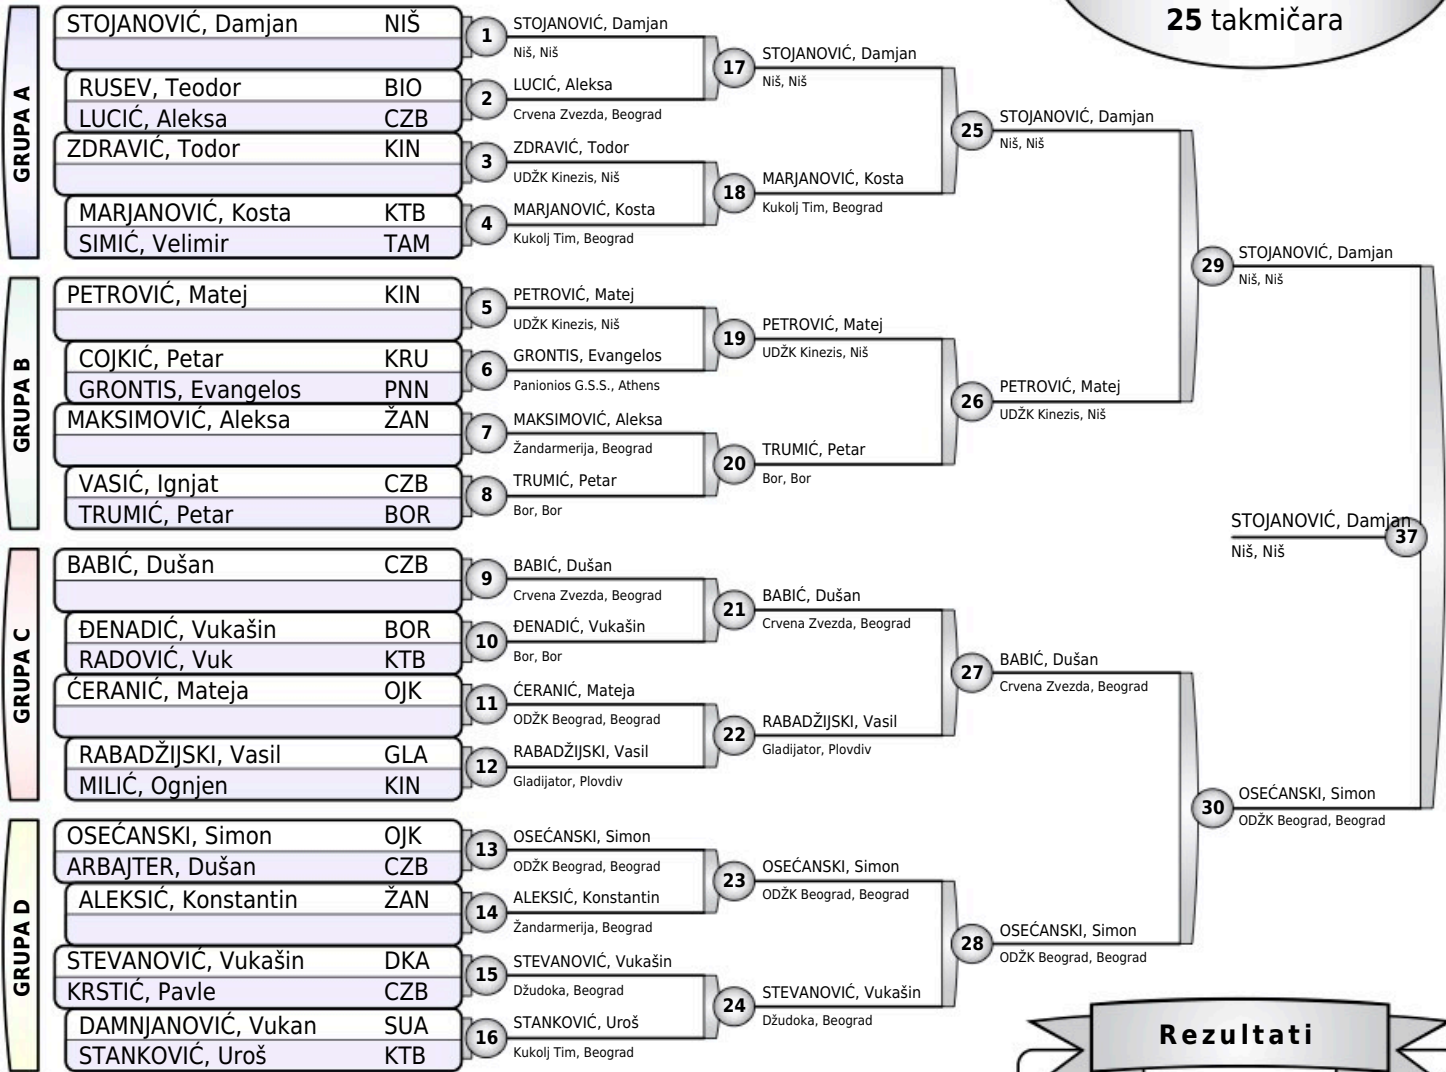 25 takmičara
GRUPA A
STOJANOVIĆ, Damjan NIŠ
RUSEV, Teodor BIO
LUCIĆ, Aleksa CZB
ZDRAVIĆ, Todor KIN
MARJANOVIĆ, Kosta KTB
SIMIĆ, Velimir TAM
GRUPA B
PETROVIĆ, Matej KIN
COJKIĆ, Petar KRU
GRONTIS, Evangelos PNN
MAKSIMOVIĆ, Aleksa ŽAN
VASIĆ, Ignjat CZB
TRUMIĆ, Petar BOR
GRUPA C
BABIĆ, Dušan CZB
ĐENADIĆ, Vukašin BOR
RADOVIĆ, Vuk KTB
ĆERANIĆ, Mateja OJK
RABADŽIJSKI, Vasil GLA
MILIĆ, Ognjen KIN
GRUPA D
OSEĆANSKI, Simon OJK
ARBAJTER, Dušan CZB
ALEKSIĆ, Konstantin ŽAN
STEVANOVIĆ, Vukašin DKA
KRSTIĆ, Pavle CZB
DAMNJANOVIĆ, Vukan SUA
STANKOVIĆ, Uroš KTB
1 STOJANOVIĆ, Damjan
Niš, Niš
2 LUCIĆ, Aleksa
Crvena Zvezda, Beograd
3 ZDRAVIĆ, Todor
UDŽK Kinezis, Niš
4 MARJANOVIĆ, Kosta
Kukolj Tim, Beograd
5 PETROVIĆ, Matej
UDŽK Kinezis, Niš
6 GRONTIS, Evangelos
Panionios G.S.S., Athens
7 MAKSIMOVIĆ, Aleksa
Žandarmerija, Beograd
8 TRUMIĆ, Petar
Bor, Bor
9 BABIĆ, Dušan
Crvena Zvezda, Beograd
10 ĐENADIĆ, Vukašin
Bor, Bor
11 ĆERANIĆ, Mateja
ODŽK Beograd, Beograd
12 RABADŽIJSKI, Vasil
Gladijator, Plovdiv
13 OSEĆANSKI, Simon
ODŽK Beograd, Beograd
14 ALEKSIĆ, Konstantin
Žandarmerija, Beograd
15 STEVANOVIĆ, Vukašin
Džudoka, Beograd
16 STANKOVIĆ, Uroš
Kukolj Tim, Beograd
17 STOJANOVIĆ, Damjan
Niš, Niš
18 MARJANOVIĆ, Kosta
Kukolj Tim, Beograd
19 PETROVIĆ, Matej
UDŽK Kinezis, Niš
20 TRUMIĆ, Petar
Bor, Bor
21 BABIĆ, Dušan
Crvena Zvezda, Beograd
22 RABADŽIJSKI, Vasil
Gladijator, Plovdiv
23 OSEĆANSKI, Simon
ODŽK Beograd, Beograd
24 STEVANOVIĆ, Vukašin
Džudoka, Beograd
25 STOJANOVIĆ, Damjan
Niš, Niš
26 PETROVIĆ, Matej
UDŽK Kinezis, Niš
27 BABIĆ, Dušan
Crvena Zvezda, Beograd
28 OSEĆANSKI, Simon
ODŽK Beograd, Beograd
29 STOJANOVIĆ, Damjan
Niš, Niš
30 OSEĆANSKI, Simon
ODŽK Beograd, Beograd
STOJANOVIĆ, Damjan 37
Niš, Niš
Rezultati